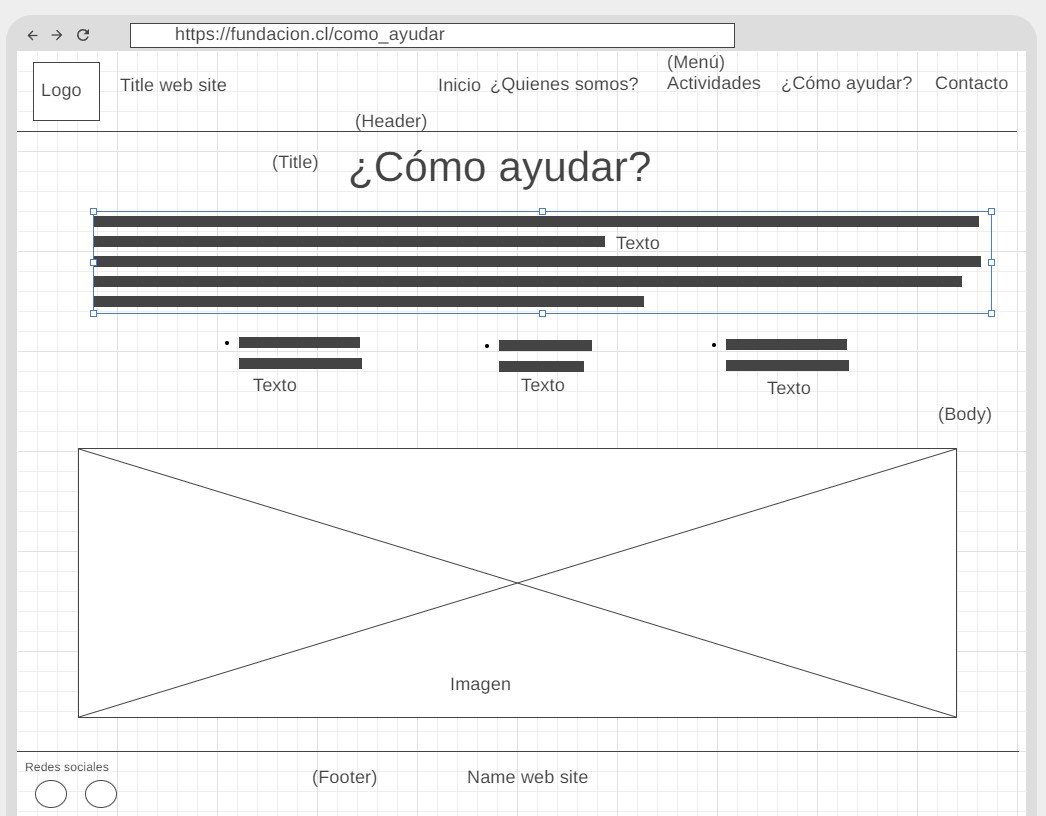 https://fundacion.cl/como_ayudar
Logo
Title web site
(Menú)
Inicio ¿Quienes somos? Actividades ¿Cómo ayudar? Contacto
(Header)
(Title) ¿Cómo ayudar?
Texto
Texto
Texto
Texto
(Body)
Imagen
Redes sociales
(Footer)
Name web site